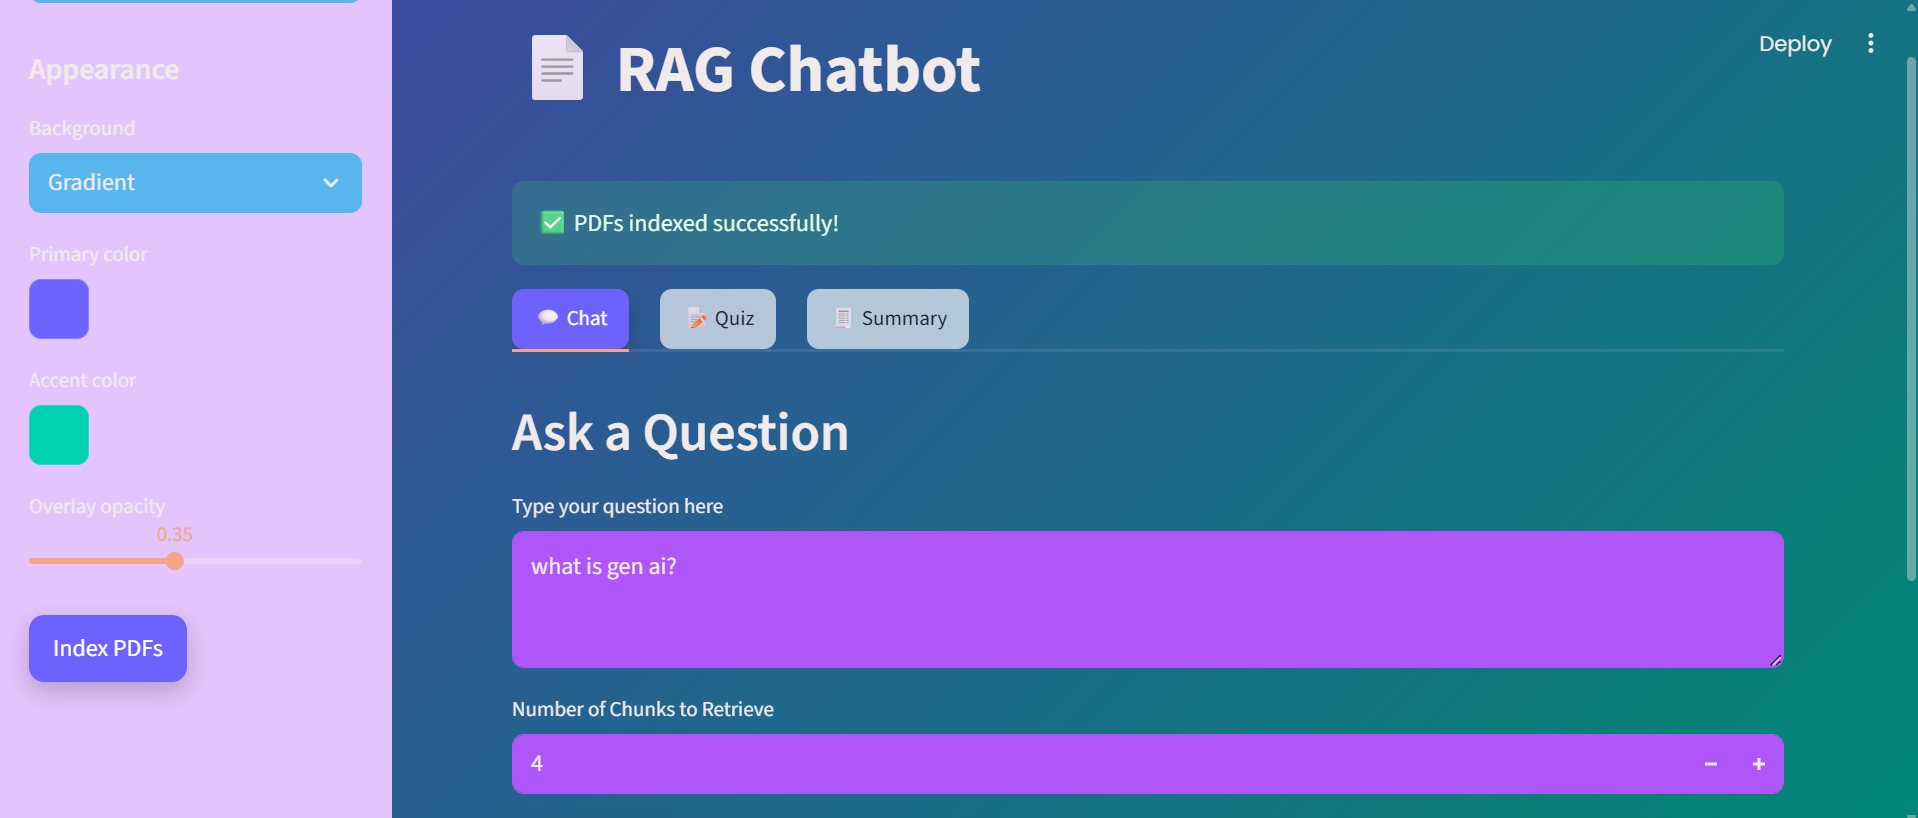 Appearance
Background
Gradient
Primary color
Accent color
Overlay opacity
0.35
Index PDFs
Deploy
RAG Chatbot
PDFs indexed successfully!
Chat
Quiz
Summary
Ask a Question
Type your question here
what is gen ai?
Number of Chunks to Retrieve
4